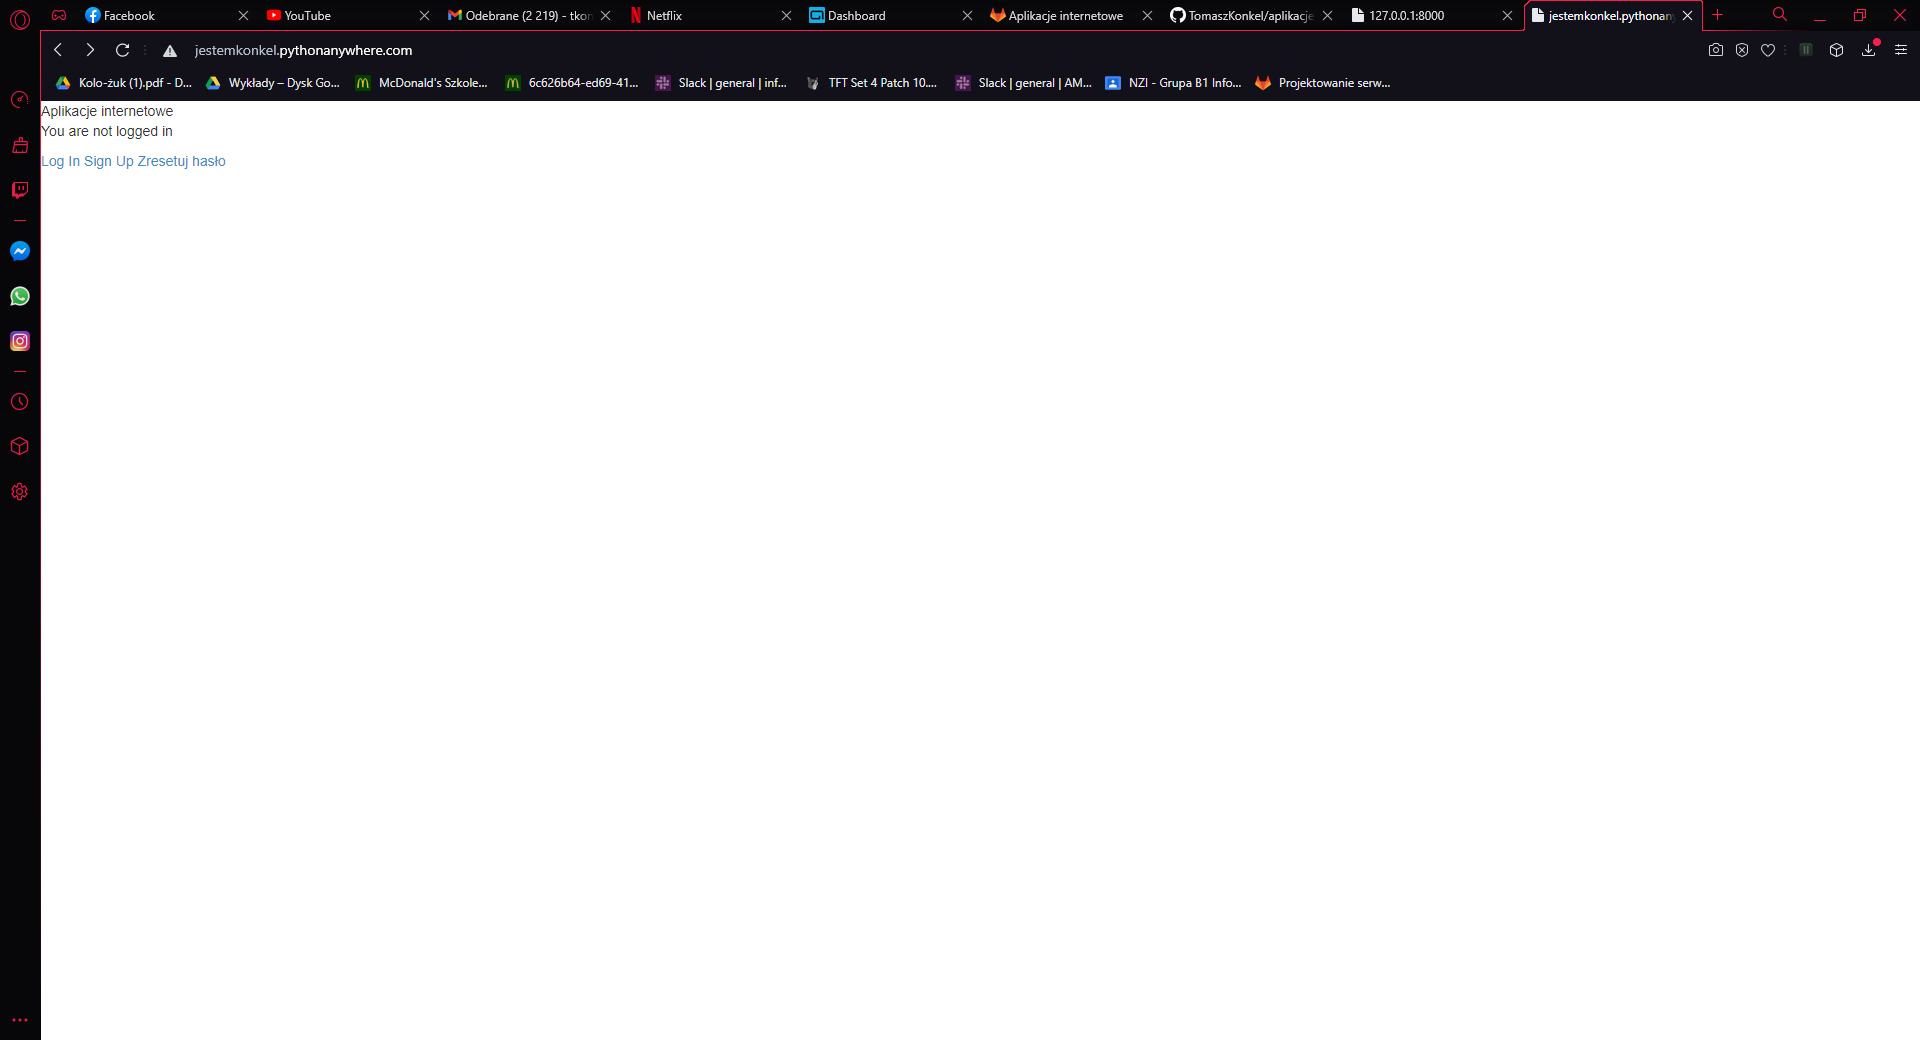 Facebook
YouTube
Odebrane (2 219) - tkon
Netflix
Dashboard
Aplikacje internetowe
TomaszKonkel/aplikacje
127.0.0.1:8000
jestemkonkel.pythonany
jestemkonkel.pythonanywhere.com
Kolo-żuk (1).pdf - D...
Wykłady – Dysk Go...
McDonald's Szkole...
6c626b64-ed69-41...
Slack | general | inf...
TFT Set 4 Patch 10....
Slack | general | AM...
NZI - Grupa B1 Info...
Projektowanie serw...
Aplikacje internetowe
You are not logged in
Log In Sign Up Zresetuj hasło